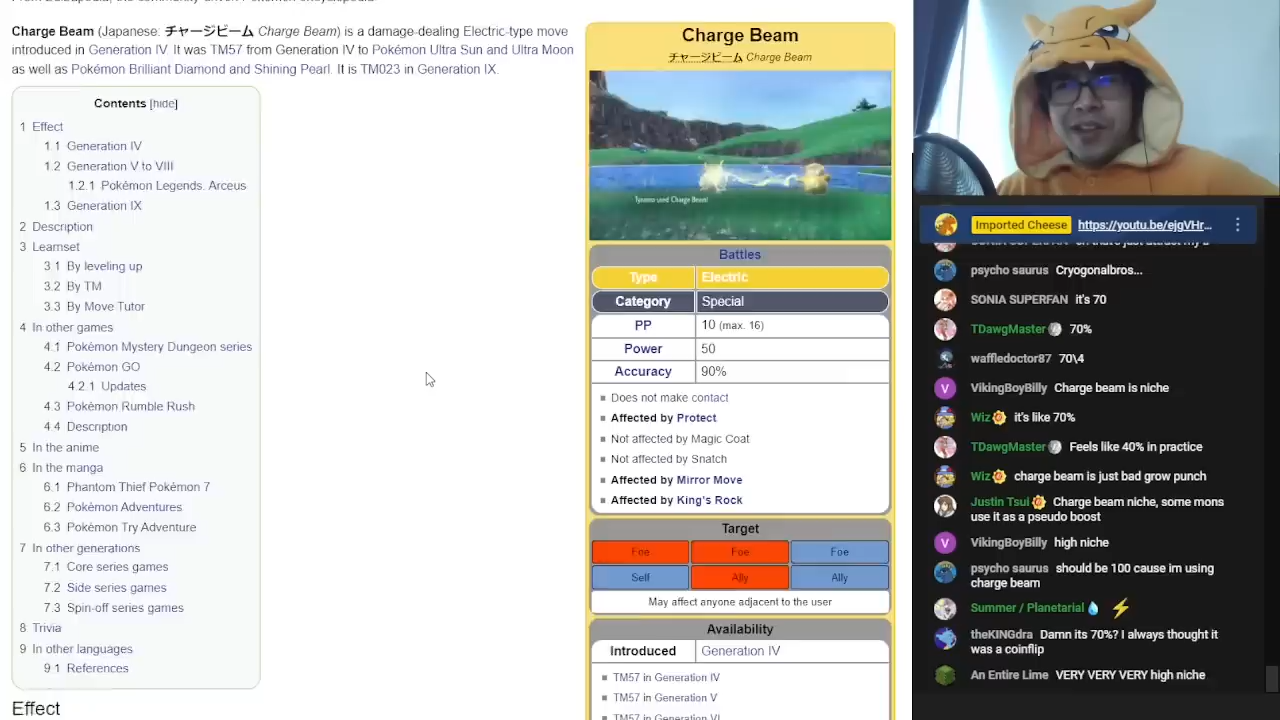 Charge Beam (Japanese: チャージビーム Charge Beam) is a damage-dealing Electric-type move
introduced in Generation IV. It was TM57 from Generation IV to Pokémon Ultra Sun and Ultra Moon
as well as Pokémon Brilliant Diamond and Shining Pearl. It is TM023 in Generation IX.
Contents [hide]
1 Effect
1.1 Generation IV
1.2 Generation V to VIII
1.2.1 Pokémon Legends: Arceus
1.3 Generation IX
2 Description
3 Learnset
3.1 By leveling up
3.2 By TM
3.3 By Move Tutor
4 In other games
4.1 Pokémon Mystery Dungeon series
4.2 Pokémon GO
4.2.1 Updates
4.3 Pokémon Rumble Rush
4.4 Description
5 In the anime
6 In the manga
6.1 Phantom Thief Pokémon 7
6.2 Pokémon Adventures
6.3 Pokémon Try Adventure
7 In other generations
7.1 Core series games
7.2 Side series games
7.3 Spin-off series games
8 Trivia
9 In other languages
9.1 References
Effect
Charge Beam
チャージビーム Charge Beam
used Charge Beam!
Battles
Type Electric
Category Special
PP 10 (max. 16)
Power 50
Accuracy 90%
Does not make contact
Affected by Protect
Not affected by Magic Coat
Not affected by Snatch
Affected by Mirror Move
Affected by King's Rock
Target
Foe Foe Foe
Self Ally Ally
May affect anyone adjacent to the user
Availability
Introduced Generation IV
TM57 in Generation IV
TM57 in Generation V
TM57 in Generation VI
Imported Cheese https://youtu.be/ejgVHr...
psycho saurus Cryogonalbros...
SONIA SUPERFAN it's 70
TDawgMaster 70%
waffledoctor87 70\4
VikingBoyBilly Charge beam is niche
Wiz it's like 70%
TDawgMaster Feels like 40% in practice
Wiz charge beam is just bad grow punch
Justin Tsui Charge beam niche, some mons
use it as a pseudo boost
VikingBoyBilly high niche
psycho saurus should be 100 cause im using
charge beam
Summer / Planetarial
theKINGdra Damn its 70%? I always thought it
was a coinflip
An Entire Lime VERY VERY VERY high niche